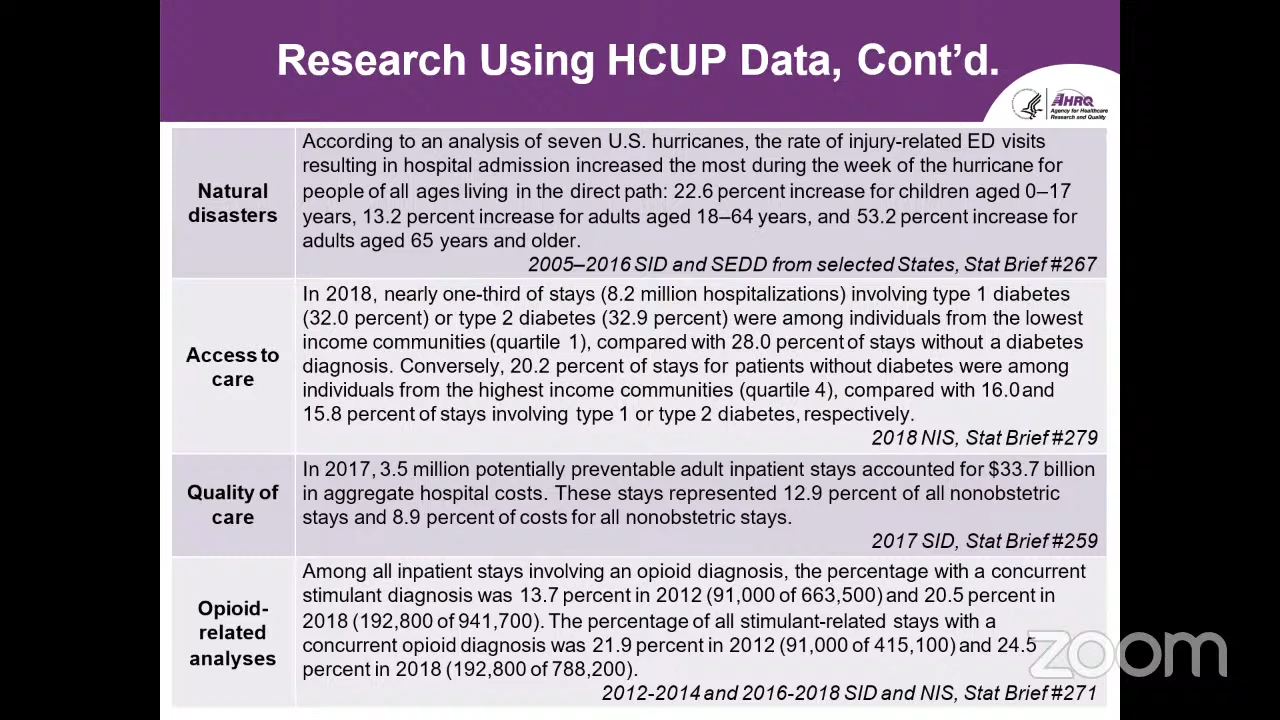 Research Using HCUP Data, Cont'd.
AHRQ
Agency for Healthcare
Research and Quality
Natural
disasters
According to an analysis of seven U.S. hurricanes, the rate of injury-related ED visits
resulting in hospital admission increased the most during the week of the hurricane for
people of all ages living in the direct path: 22.6 percent increase for children aged 0–17
years, 13.2 percent increase for adults aged 18–64 years, and 53.2 percent increase for
adults aged 65 years and older.
2005–2016 SID and SEDD from selected States, Stat Brief #267
Access to
care
In 2018, nearly one-third of stays (8.2 million hospitalizations) involving type 1 diabetes
(32.0 percent) or type 2 diabetes (32.9 percent) were among individuals from the lowest
income communities (quartile 1), compared with 28.0 percent of stays without a diabetes
diagnosis. Conversely, 20.2 percent of stays for patients without diabetes were among
individuals from the highest income communities (quartile 4), compared with 16.0 and
15.8 percent of stays involving type 1 or type 2 diabetes, respectively.
2018 NIS, Stat Brief #279
Quality of
care
In 2017, 3.5 million potentially preventable adult inpatient stays accounted for $33.7 billion
in aggregate hospital costs. These stays represented 12.9 percent of all nonobstetric
stays and 8.9 percent of costs for all nonobstetric stays.
2017 SID, Stat Brief #259
Opioid-
related
analyses
Among all inpatient stays involving an opioid diagnosis, the percentage with a concurrent
stimulant diagnosis was 13.7 percent in 2012 (91,000 of 663,500) and 20.5 percent in
2018 (192,800 of 941,700). The percentage of all stimulant-related stays with a
concurrent opioid diagnosis was 21.9 percent in 2012 (91,000 of 415,100) and 24.5
percent in 2018 (192,800 of 788,200).
2012-2014 and 2016-2018 SID and NIS, Stat Brief #271
zoom